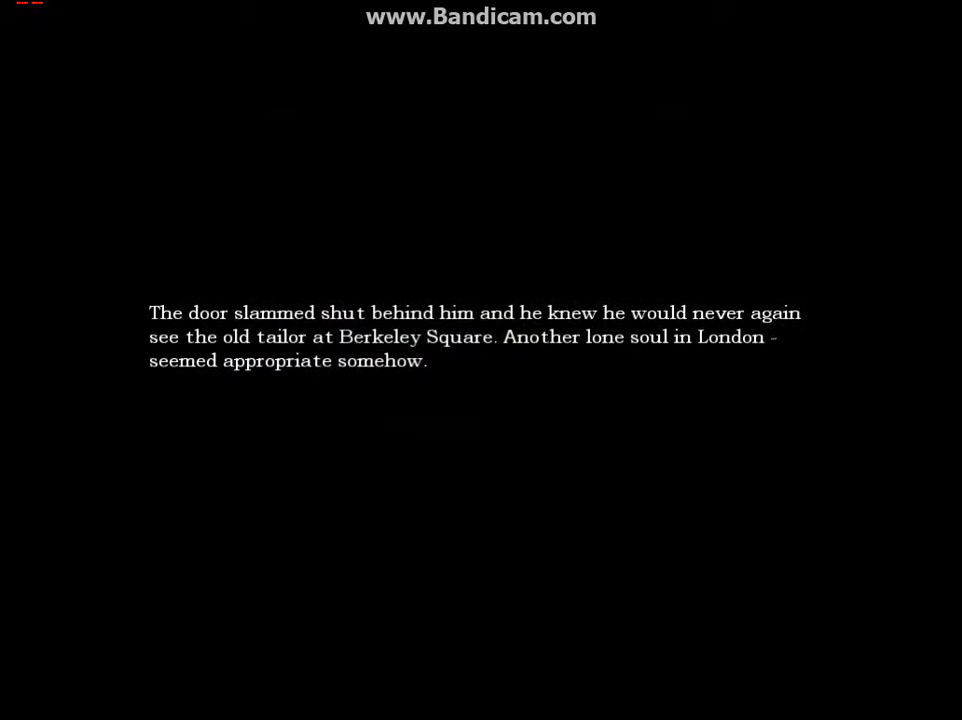 www.Bandicam.com
The door slammed shut behind him and he knew he would never again
see the old tailor at Berkeley Square. Another lone soul in London -
seemed appropriate somehow.